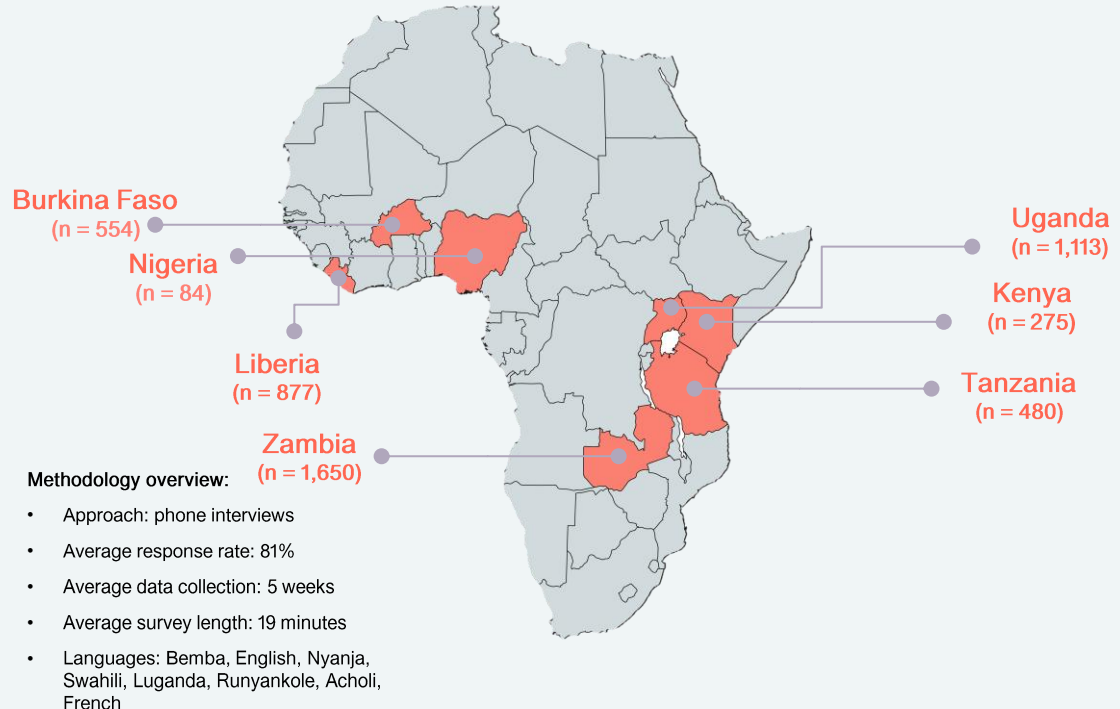 Burkina Faso
(n = 554)
Nigeria
(n = 84)
Liberia
(n = 877)
Zambia
(n = 1,650)
Uganda
(n = 1,113)
Kenya
(n = 275)
Tanzania
(n = 480)
Methodology overview:
• Approach: phone interviews
• Average response rate: 81%
• Average data collection: 5 weeks
• Average survey length: 19 minutes
• Languages: Bemba, English, Nyanja,
Swahili, Luganda, Runyankole, Acholi,
French